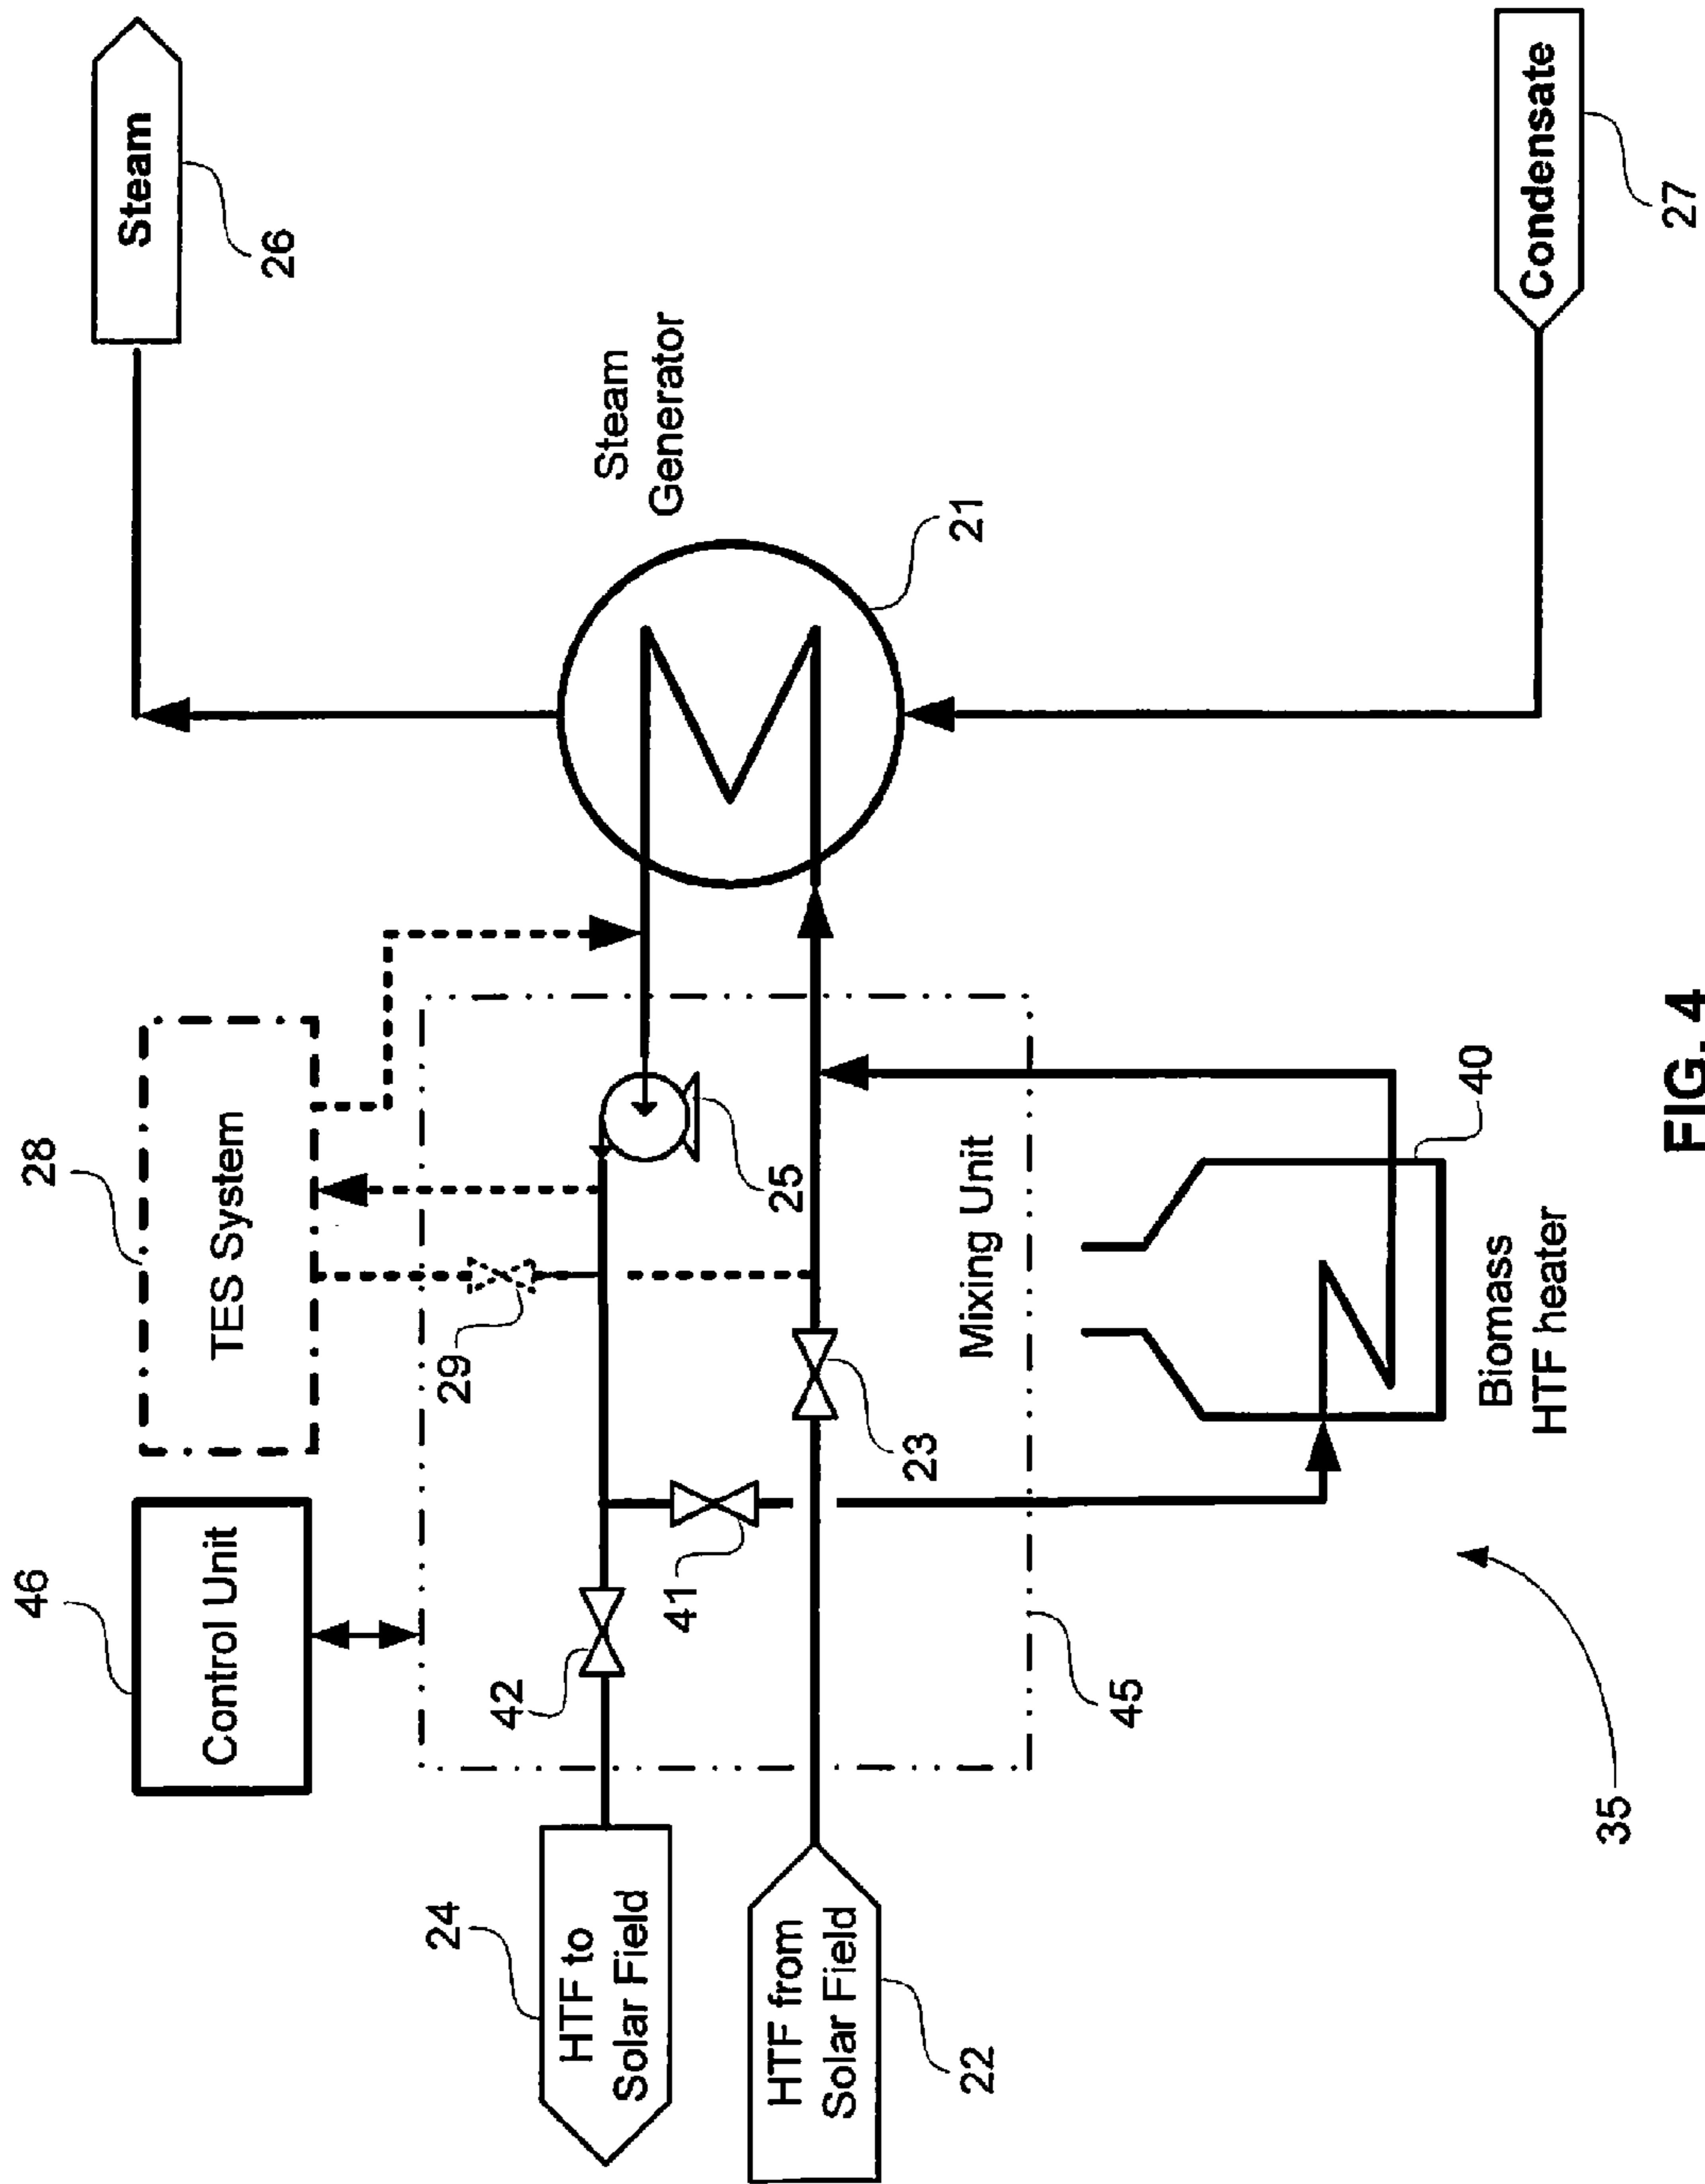 46
Control Unit
28
TES System
Steam
26
24
HTF to
Solar Field
42
29
41
25
Steam
Generator
21
22
HTF from
Solar Field
23
Mixing Unit
45
Biomass
HTF heater
40
Condensate
27
35
FIG. 4